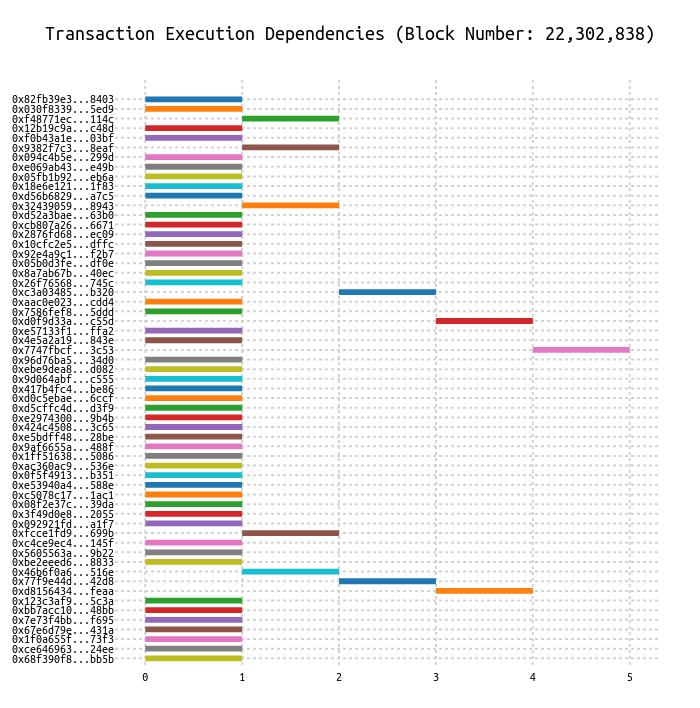 Transaction Execution Dependencies (Block Number: 22,302,838)
0x82fb39e3...8403
0x030f8339...5ed9
0xf48771ec...114c
0x12b19c9a...c48d
0xf0b43a1e...03bf
0x9382f7c3...8eaf
0x094c4b5e...299d
0xe069ab43...e49b
0x05fb1b92...eb6a
0x18e6e121...1f83
0xd56b6829...a7c5
0x32439059...8943
0xd52a3bae...63b0
0xcb807a26...6671
0x2876fd68...ec09
0x10cfc2e5...dffc
0x92e4a9c1...f2b7
0x05b0d3fe...df0e
0x8a7ab67b...40ec
0x26f76568...745c
0xc3a03485...b320
0xaac0e023...cdd4
0x7586fef8...5ddd
0xd0f9d33a...c55d
0xe57133f1...ffa2
0x4e5a2a19...843e
0x7747fbcf...3c53
0x96d76ba5...34d0
0xebe9dea8...d082
0x9d064abf...c555
0x417b4fc4...be86
0xd0c5ebae...6ccf
0xd5cffc4d...d3f9
0xe2974300...9b4b
0x424c4508...3c65
0xe5bdff48...28be
0x9af6655a...488f
0x1ff51638...5086
0xac360ac9...536e
0x0f5f4913...b351
0xe53940a4...588e
0xc5078c17...1ac1
0x08f2e37c...39da
0x3f49d0e8...2055
0x092921fd...a1f7
0xfcce1fd9...699b
0xc4ce9ec4...145f
0x5605563a...9b22
0xbe2eeed6...8833
0x46b6f0a6...516e
0x77f9e44d...42d8
0xd8156434...feaa
0x123c3af9...5c3a
0xbb7acc10...48bb
0x7e73f4bb...f695
0x67e6d79e...431a
0x1f0a655f...73f3
0xce646963...24ee
0x68f390f8...bb5b
0 1 2 3 4 5